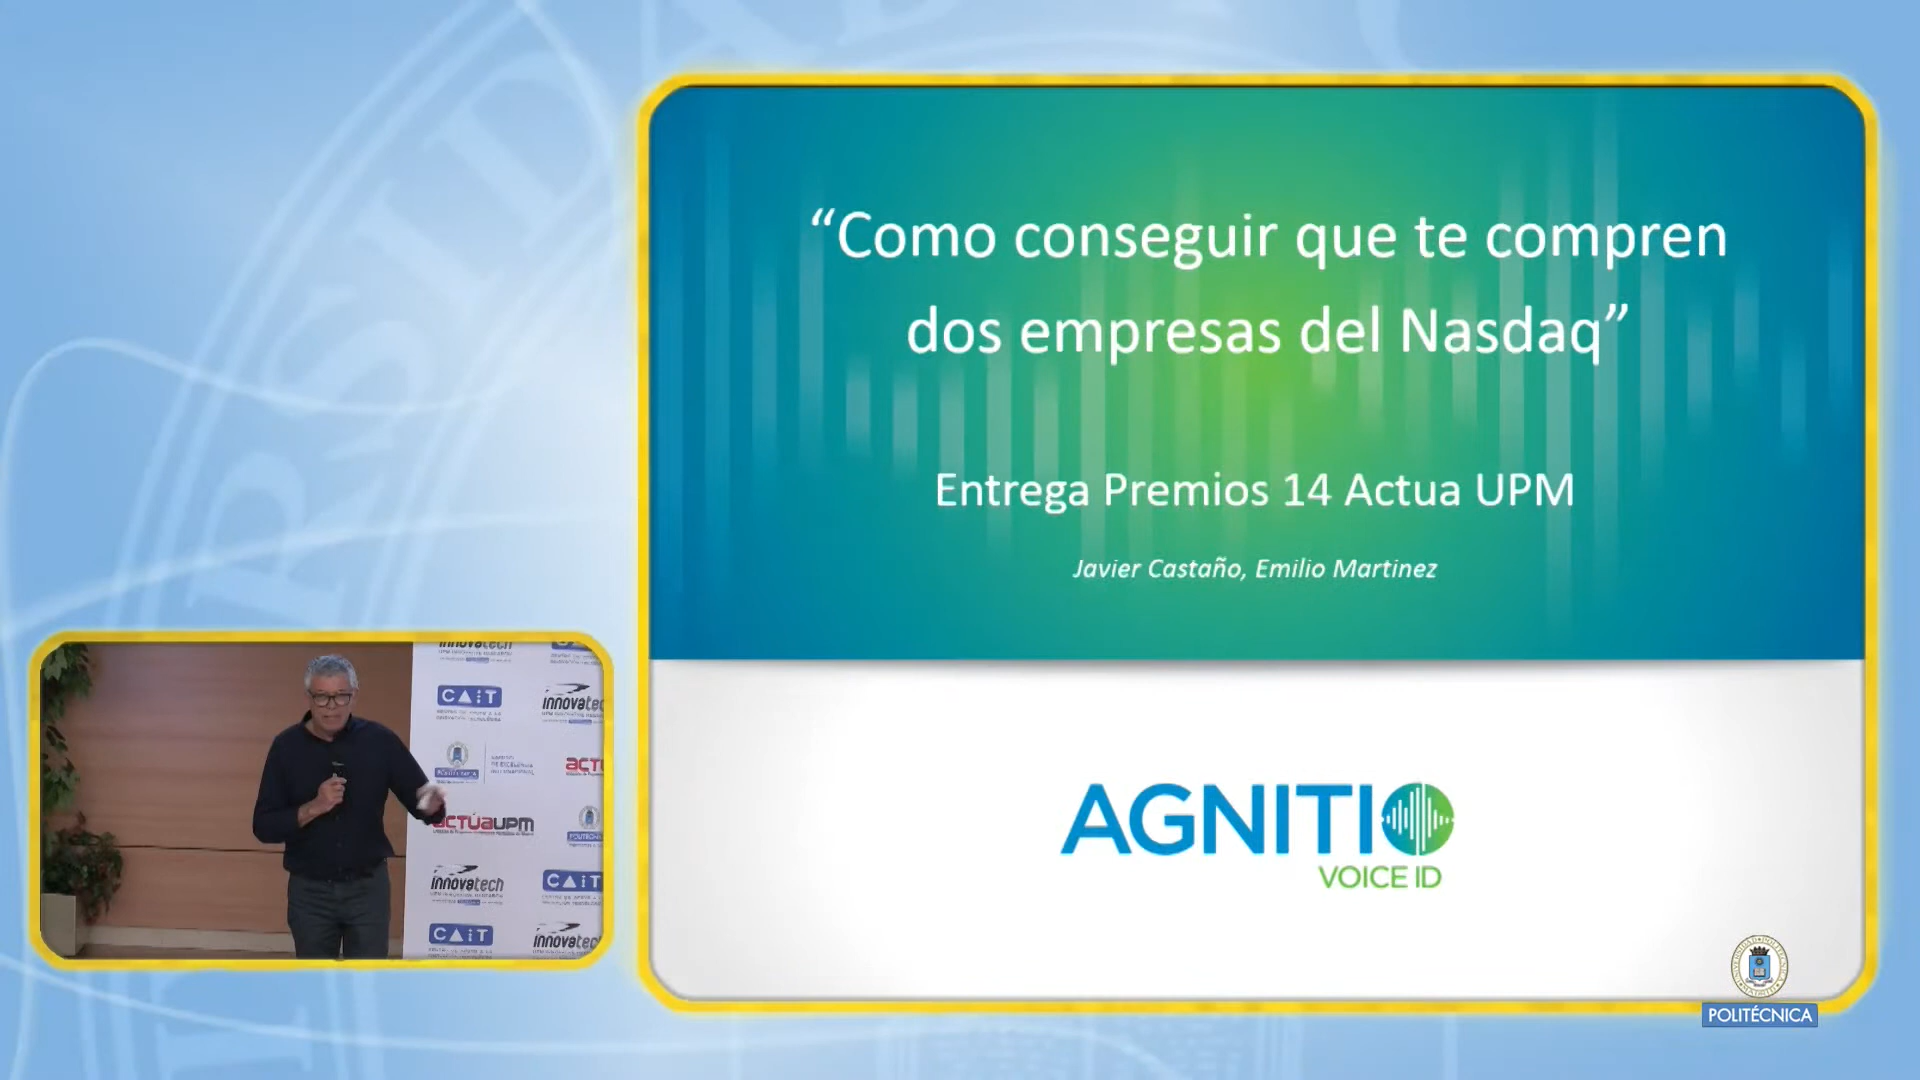 “Como conseguir que te compren
dos empresas del Nasdaq”
Entrega Premios 14 Actua UPM
Javier Castaño, Emilio Martinez
AGNITIO
VOICE ID
POLITÉCNICA
innovatech
CAiT
innovatech
ACTÚAUPM
innovatech
CAiT
CAiT
innovatec